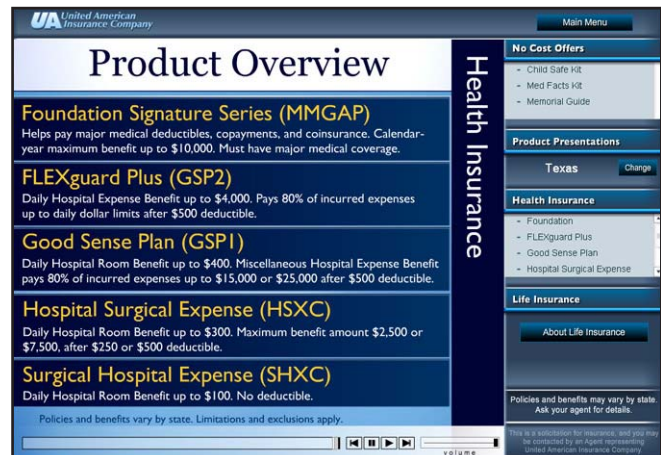 UA United American
Insurance Company
Main Menu
Product Overview
Health Insurance
Foundation Signature Series (MMGAP)
Helps pay major medical deductibles, copayments, and coinsurance. Calendar-
year maximum benefit up to $10,000. Must have major medical coverage.
FLEXguard Plus (GSP2)
Daily Hospital Expense Benefit up to $4,000. Pays 80% of incurred expenses
up to daily dollar limits after $500 deductible.
Good Sense Plan (GSP1)
Daily Hospital Room Benefit up to $400. Miscellaneous Hospital Expense Benefit
pays 80% of incurred expenses up to $15,000 or $25,000 after $500 deductible.
Hospital Surgical Expense (HSXC)
Daily Hospital Room Benefit up to $300. Maximum benefit amount $2,500 or
$7,500, after $250 or $500 deductible.
Surgical Hospital Expense (SHXC)
Daily Hospital Room Benefit up to $100. No deductible.
Policies and benefits vary by state. Limitations and exclusions apply.
volume
No Cost Offers
- Child Safe Kit
- Med Facts Kit
- Memorial Guide
Product Presentations
Texas
Change
Health Insurance
- Foundation
- FLEXguard Plus
- Good Sense Plan
- Hospital Surgical Expense
Life Insurance
About Life Insurance
Policies and benefits may vary by state.
Ask your agent for details.
This is a solicitation for insurance, and you may
be contacted by an Agent representing
United American Insurance Company.